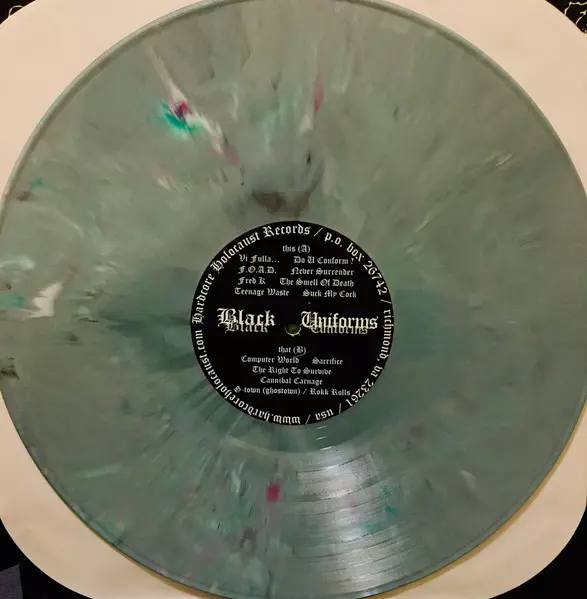 Hardcore Holocaust Records / p.o. box 26742 / richmond, va 23261 / usa / www.hardcoreholocaust.com
this (A)
Vi Fulla... Do U Conform ?
F.O.A.D. Never Surrender
Fred K The Smell Of Death
Teenage Waste Suck My Cock
Black Uniforms
Black Uniforms
that (B)
Computer World Sacrifice
The Right To Survive
Cannibal Carnage
G-town (ghostown) / Rokk Rolls